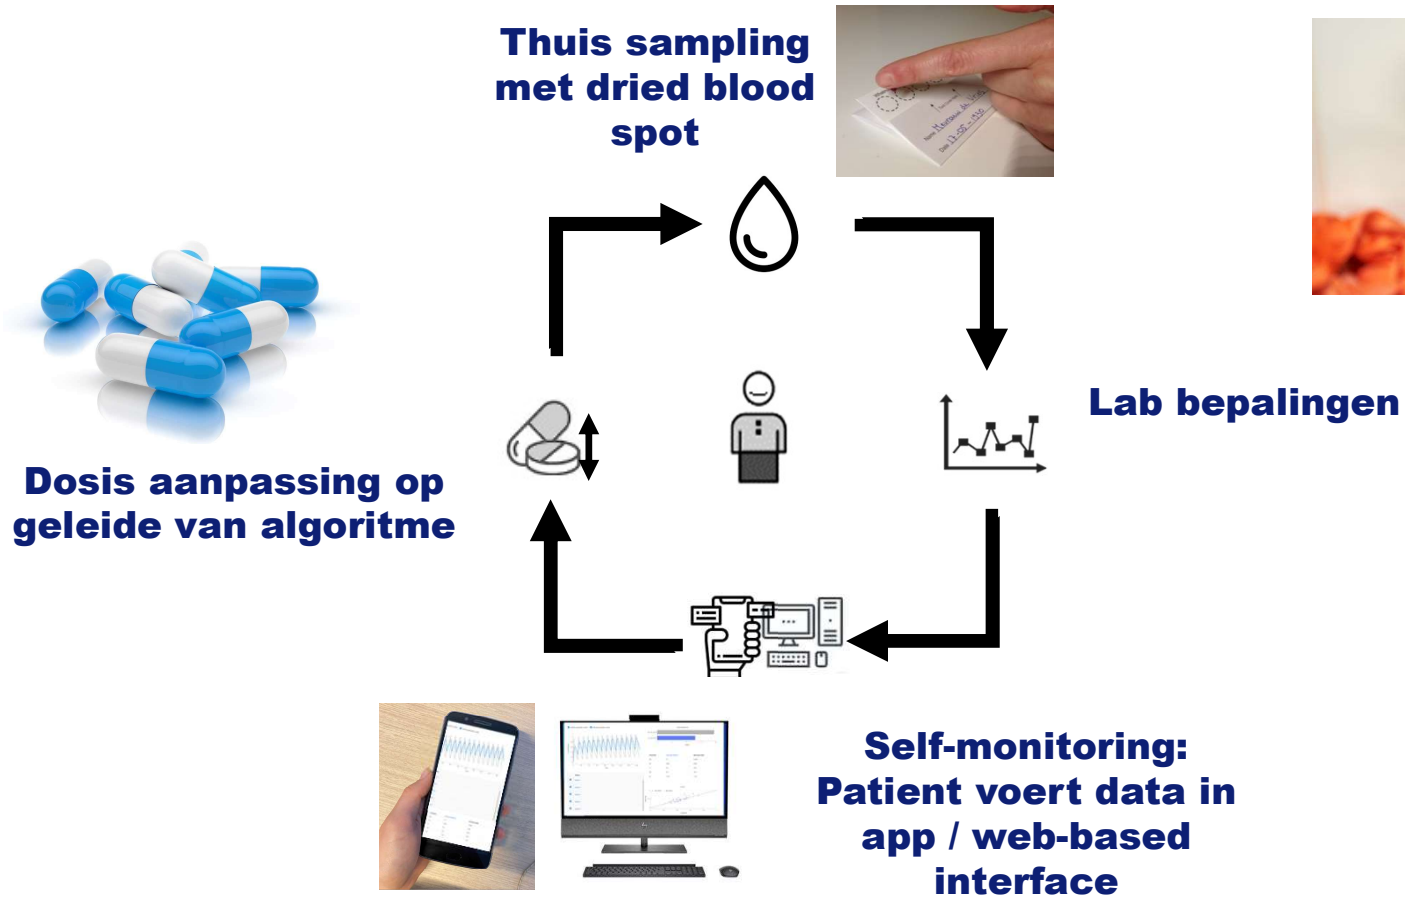 Thuis sampling
met dried blood
spot
Lab bepalingen
Dosis aanpassing op
geleide van algoritme
Self-monitoring:
Patient voert data in
app / web-based
interface